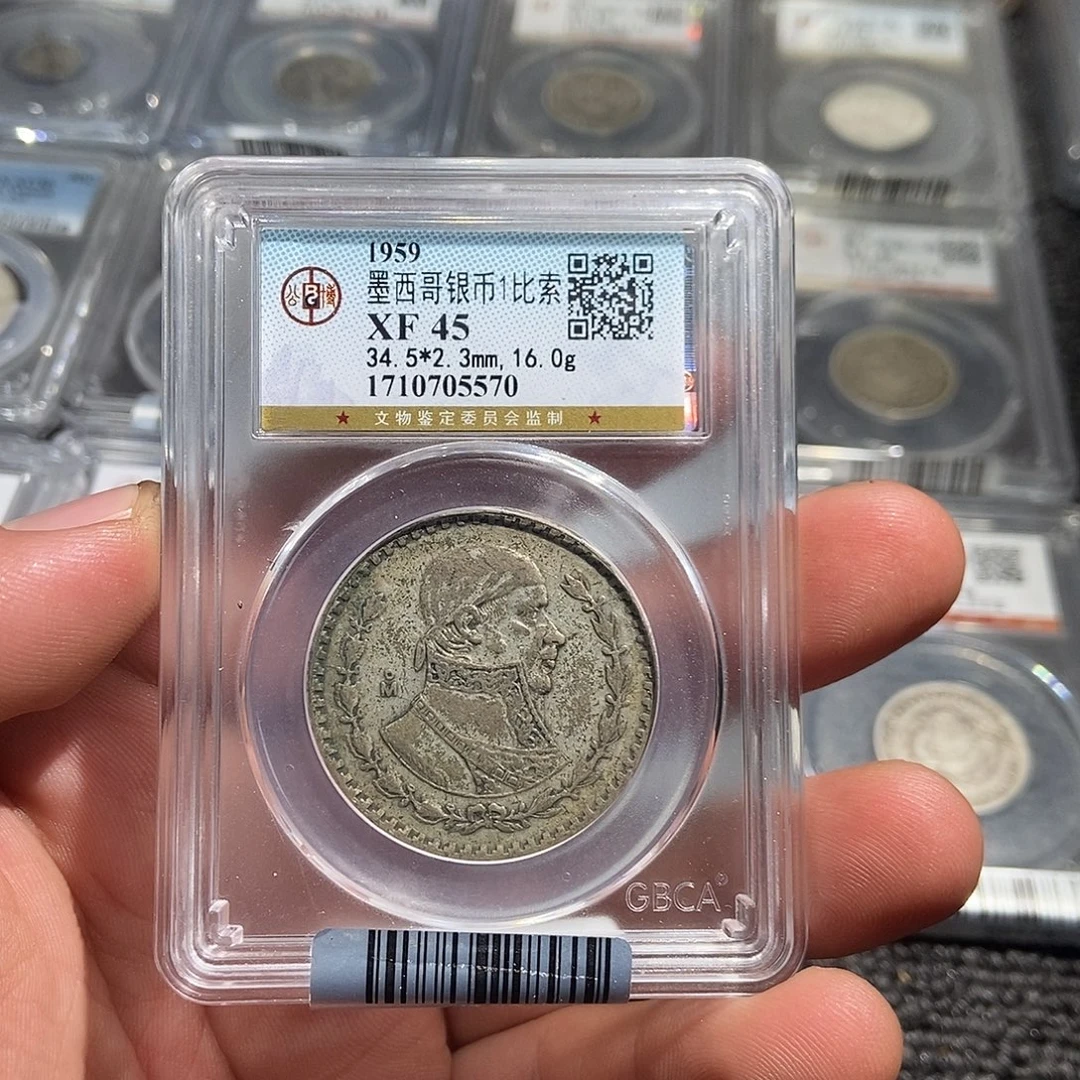 1959
墨西哥银币1比索
XF 45
34.5*2.3mm,16.0g
1710705570
★ 文物鉴定委员会监制 ★
M
GBCA